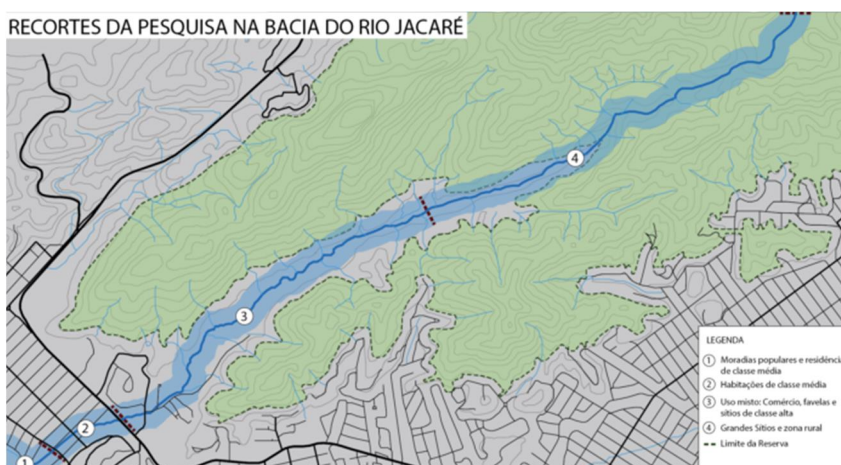 RECORTES DA PESQUISA NA BACIA DO RIO JACARÉ
4
3
2
1
LEGENDA
1 Moradias populares e residência
de classe média
2 Habitações de classe média
3 Uso misto: Comércio, favelas e
sítios de classe alta
4 Grandes Sítios e zona rural
Limite da Reserva